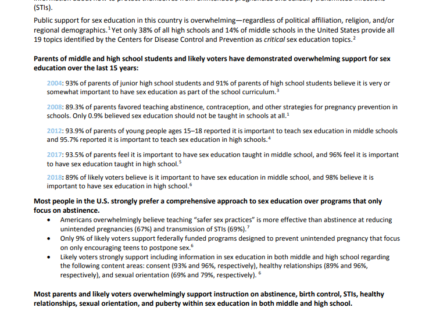 (STIs).
Public support for sex education in this country is overwhelming—regardless of political affiliation, religion, and/or
regional demographics.¹ Yet only 38% of all high schools and 14% of middle schools in the United States provide all
19 topics identified by the Centers for Disease Control and Prevention as critical sex education topics.²
Parents of middle and high school students and likely voters have demonstrated overwhelming support for sex
education over the last 15 years:
2004: 93% of parents of junior high school students and 91% of parents of high school students believe it is very or
somewhat important to have sex education as part of the school curriculum.³
89.3% of parents favored teaching abstinence, contraception, and other strategies for pregnancy prevention in
schools. Only 0.9% believed sex education should not be taught in schools at all.
2012: 93.9% of parents of young people ages 15–18 reported it is important to teach sex education in middle schools
and 95.7% reported it is important to teach sex education in high schools.⁴
2017: 93.5% of parents feel it is important to have sex education taught in middle school, and 96% feel it is important
to have sex education taught in high school.⁵
2018: 89% of likely voters believe is it important to have sex education in middle school, and 98% believe it is
important to have sex education in high school.⁶
Most people in the U.S. strongly prefer a comprehensive approach to sex education over programs that only
focus on abstinence.
• Americans overwhelmingly believe teaching "safer sex practices" is more effective than abstinence at reducing
unintended pregnancies (67%) and transmission of STIs (69%).⁷
• Only 9% of likely voters support federally funded programs designed to prevent unintended pregnancy that focus
on only encouraging teens to postpone sex.⁶
• Likely voters strongly support including information in sex education in both middle and high school regarding
the following content areas: consent (93% and 96%, respectively), healthy relationships (89% and 96%,
respectively), and sexual orientation (69% and 79%, respectively). ⁶
Most parents and likely voters overwhelmingly support instruction on abstinence, birth control, STIs, healthy
relationships, sexual orientation, and puberty within sex education in both middle and high school.